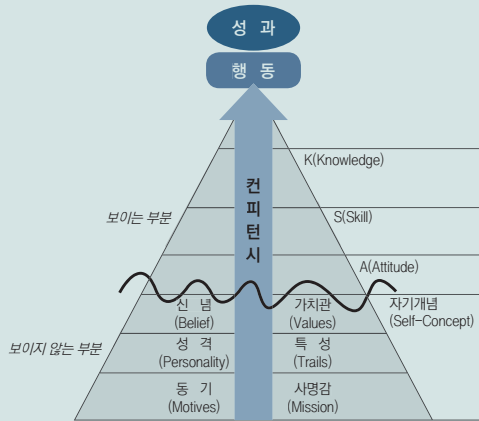 성 과
행 동
컨
피
턴
시
K(Knowledge)
보이는 부분
S(Skill)
A(Attitude)
신 념
(Belief)
가치관
(Values)
자기개념
(Self-Concept)
보이지 않는 부분
성 격
(Personality)
특 성
(Trails)
동 기
(Motives)
사명감
(Mission)